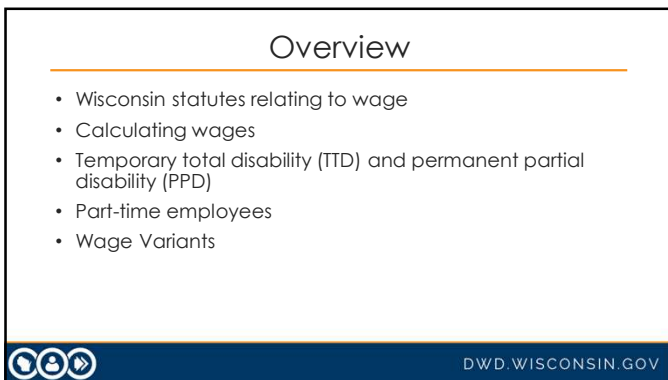 Overview
• Wisconsin statutes relating to wage
• Calculating wages
• Temporary total disability (TTD) and permanent partial
disability (PPD)
• Part-time employees
• Wage Variants
DWD.WISCONSIN.GOV